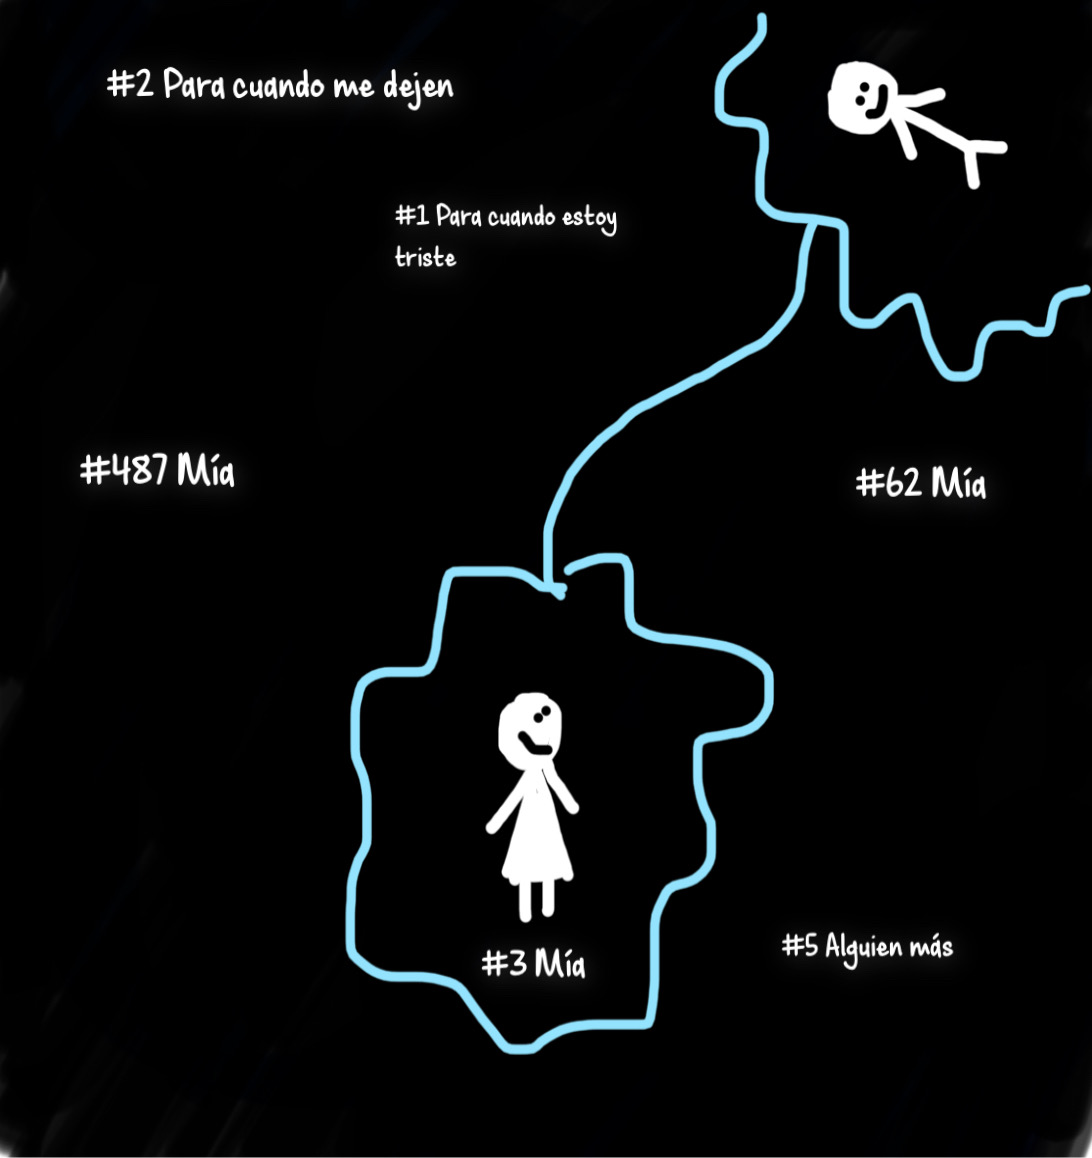 #2 Para cuando me dejen
#1 Para cuando estoy
triste
#487 Mía
#62 Mía
#5 Alguien más
#3 Mía